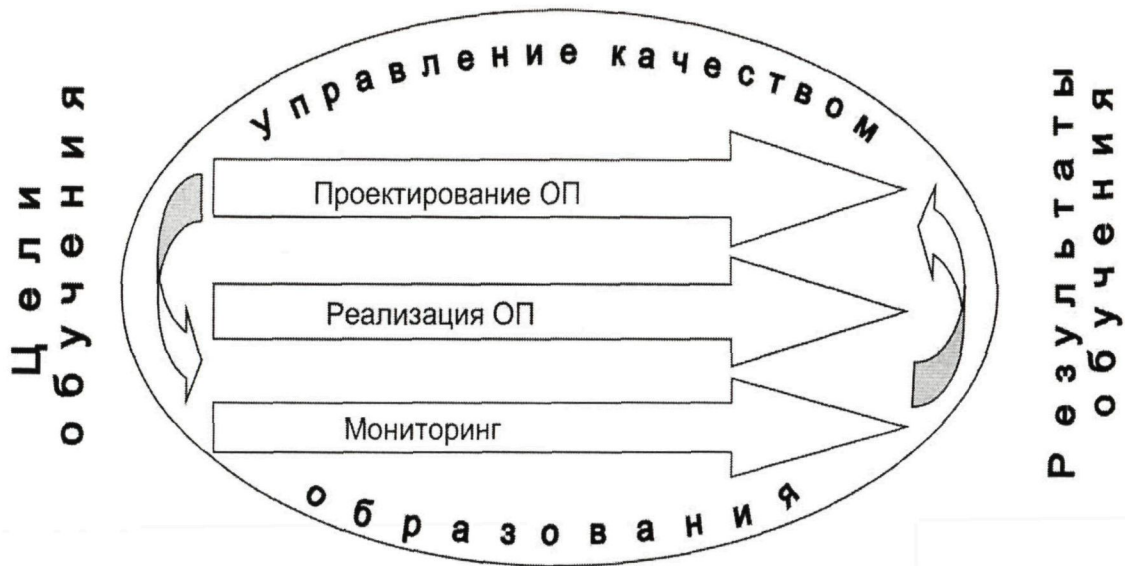 Цели
обучения
Управление качеством
Проектирование ОП
Реализация ОП
Мониторинг
образования
Результаты
обучения